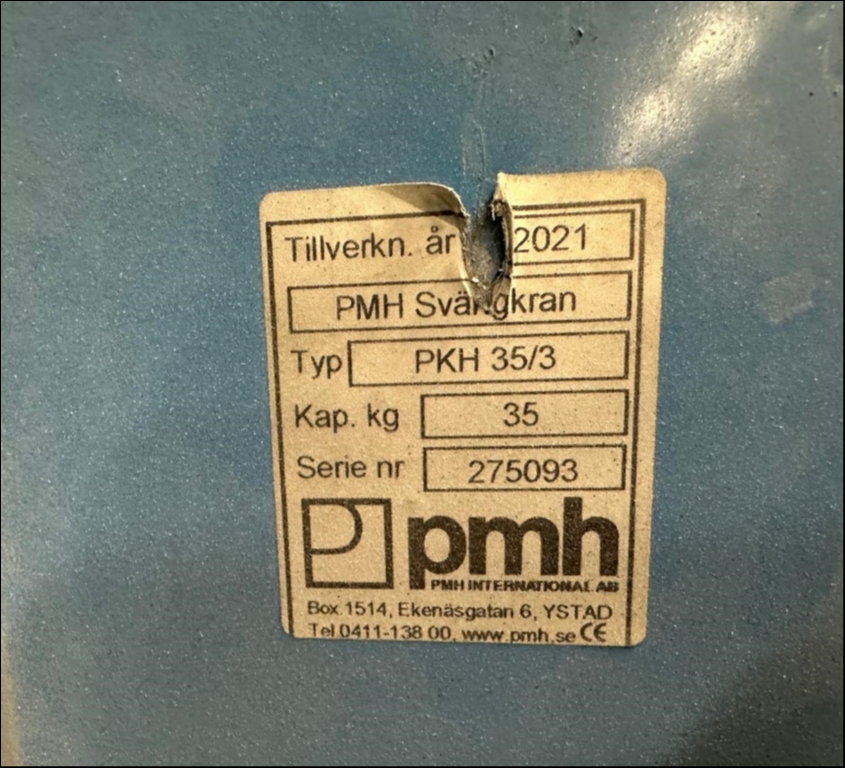 Tillverkn. år 2021
PMH Svängkran
Typ PKH 35/3
Kap. kg 35
Serie nr 275093
pmh
PMH INTERNATIONAL AB
Box 1514, Ekenäsgatan 6, YSTAD
Tel 0411-138 00, www.pmh.se CE